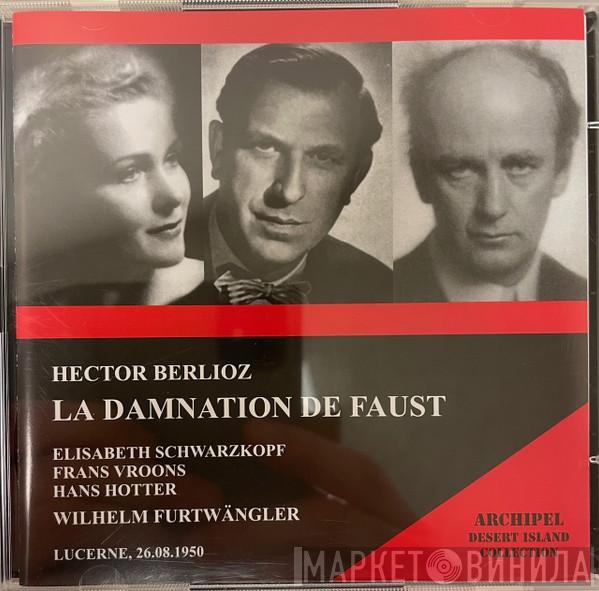 HECTOR BERLIOZ
LA DAMNATION DE FAUST
ELISABETH SCHWARZKOPF
FRANS VROONS
HANS HOTTER
WILHELM FURTWÄNGLER
LUCERNE, 26.08.1950
ARCHIPEL
DESERT ISLAND
COLLECTION
МАРКЕТ ВИНИЛА